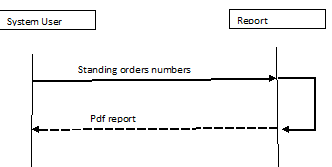 System User
Report
Standing orders numbers
Pdf report